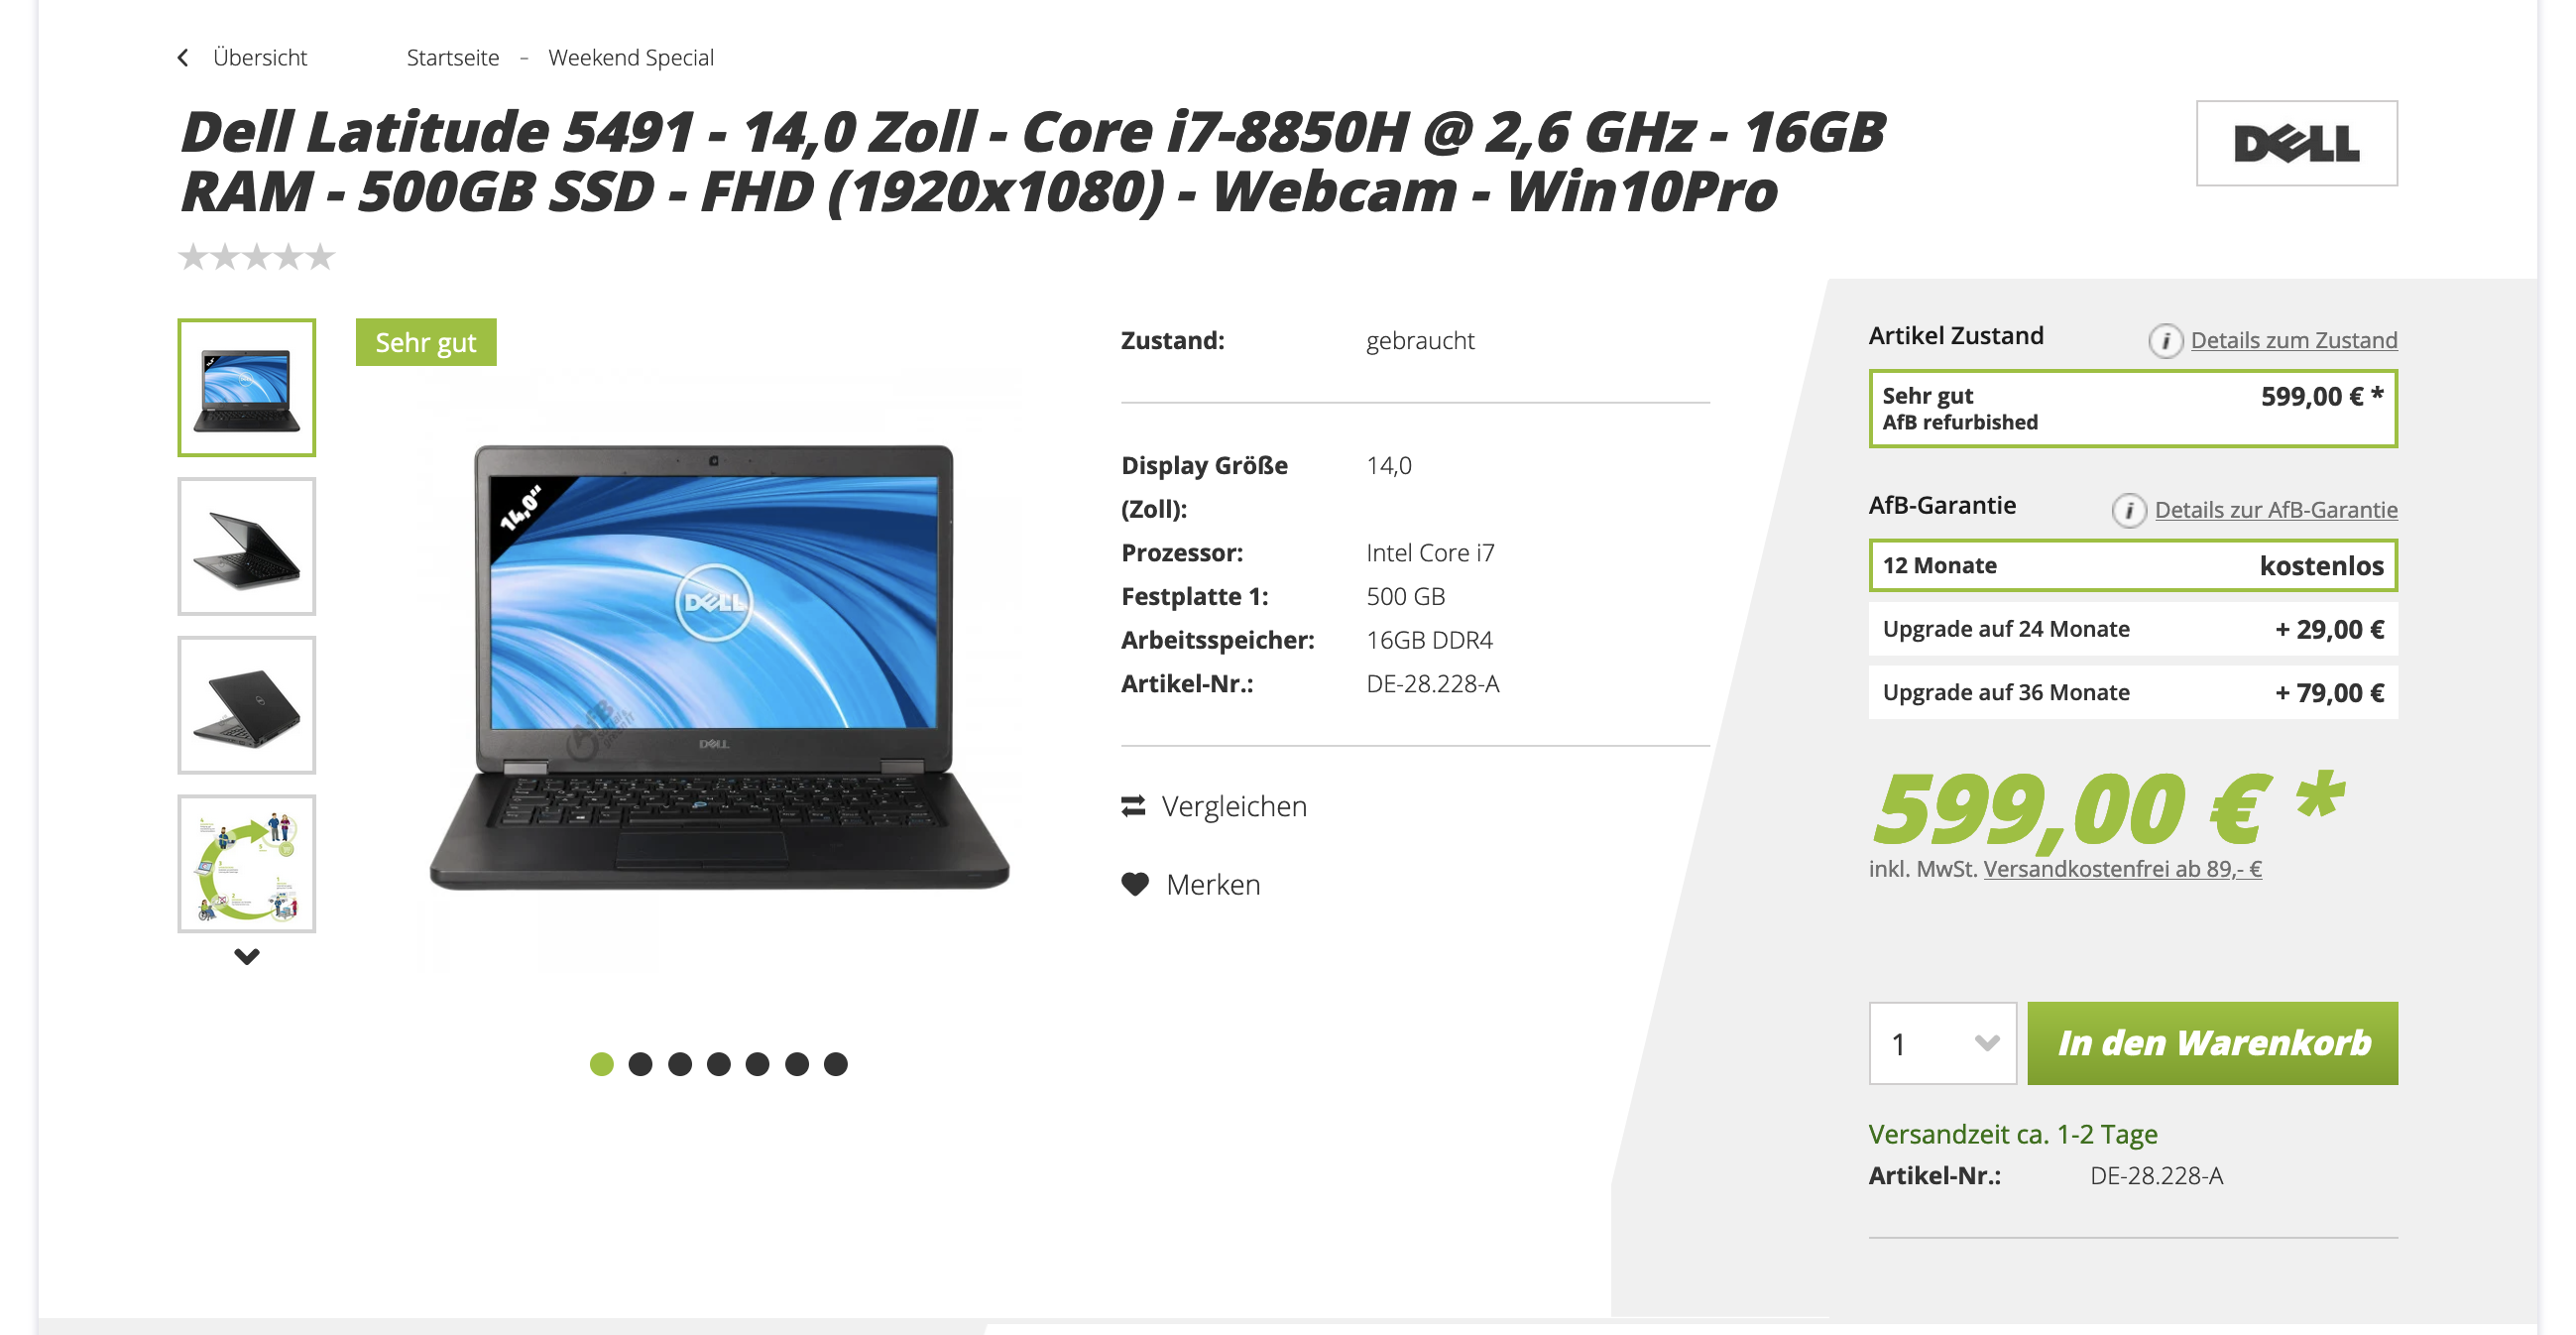 Übersicht
Startseite - Weekend Special
Dell Latitude 5491 - 14,0 Zoll - Core i7-8850H @ 2,6 GHz - 16GB
RAM - 500GB SSD - FHD (1920x1080) - Webcam - Win10Pro
DELL
Sehr gut
14,0"
DELL
DELL
AfB
Zustand: gebraucht
Display Größe 14,0
(Zoll):
Prozessor: Intel Core i7
Festplatte 1: 500 GB
Arbeitsspeicher: 16GB DDR4
Artikel-Nr.: DE-28.228-A
Vergleichen
Merken
Artikel Zustand
i Details zum Zustand
Sehr gut 599,00 € *
AfB refurbished
AfB-Garantie
i Details zur AfB-Garantie
12 Monate kostenlos
Upgrade auf 24 Monate + 29,00 €
Upgrade auf 36 Monate + 79,00 €
599,00 € *
inkl. MwSt. Versandkostenfrei ab 89,- €
1
In den Warenkorb
Versandzeit ca. 1-2 Tage
Artikel-Nr.: DE-28.228-A